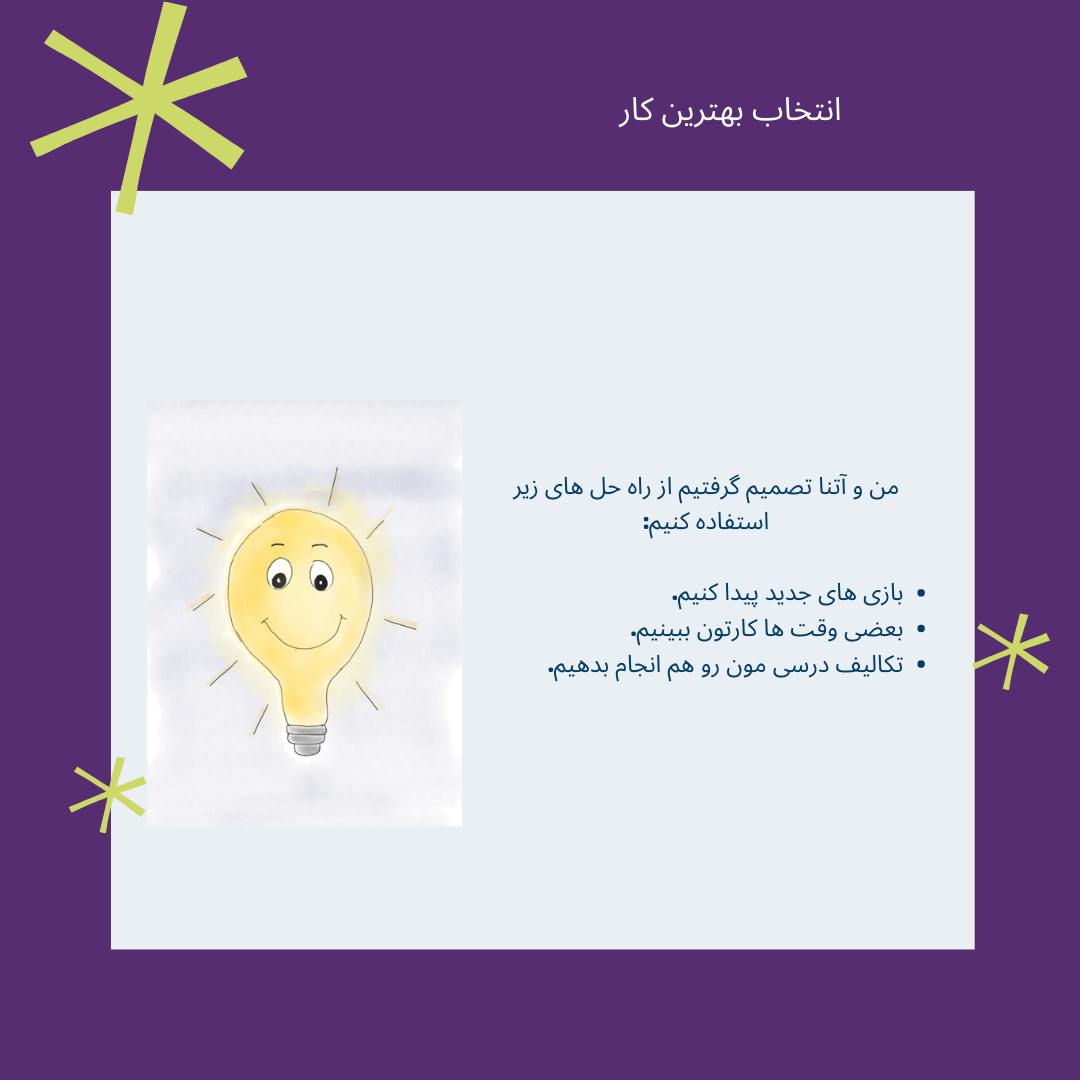 انتخاب بهترین کار
من و آتنا تصمیم گرفتیم از راه حل های زیر
استفاده کنیم:
• بازی های جدید پیدا کنیم.
• بعضی وقت ها کارتون ببینیم.
• تکالیف درسی مون رو هم انجام بدهیم.